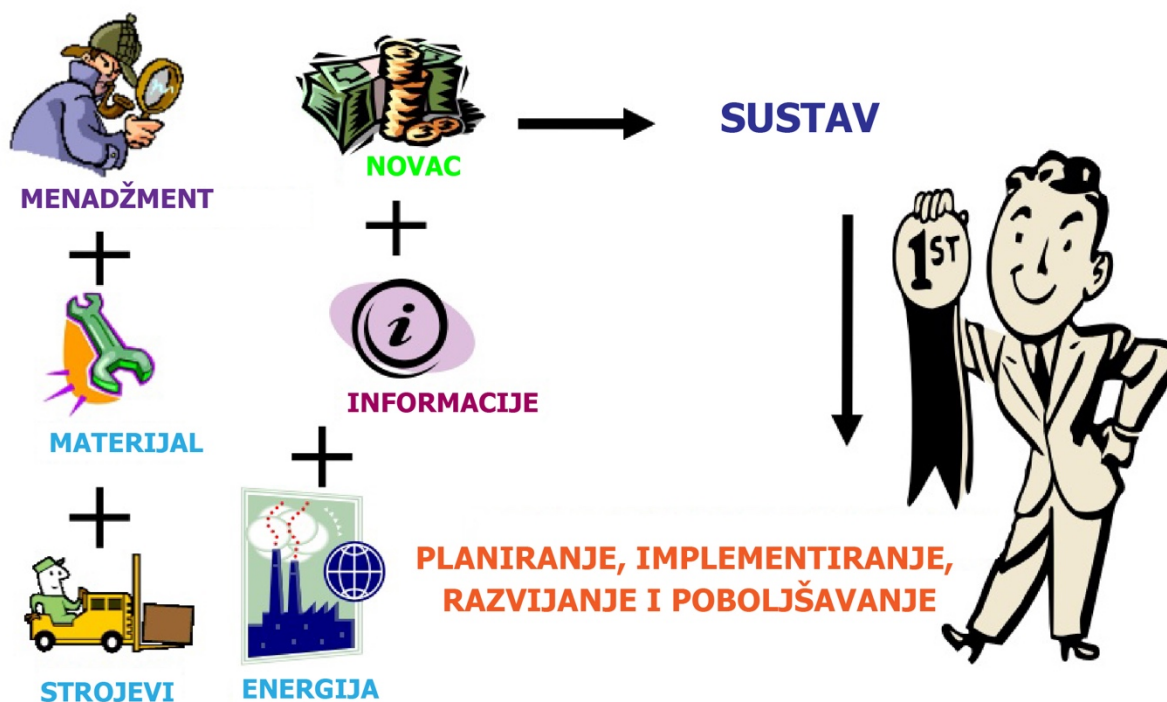 MENADŽMENT
MATERIJAL
STROJEVI
NOVAC
i
INFORMACIJE
ENERGIJA
SUSTAV
1ST
PLANIRANJE, IMPLEMENTIRANJE,
RAZVIJANJE I POBOLJŠAVANJE